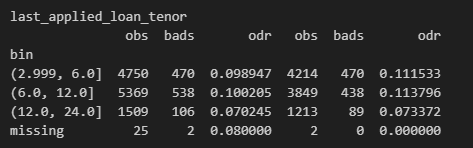 last_applied_loan_tenor
obs bads odr obs bads odr
bin
(2.999, 6.0] 4750 470 0.098947 4214 470 0.111533
(6.0, 12.0] 5369 538 0.100205 3849 438 0.113796
(12.0, 24.0] 1509 106 0.070245 1213 89 0.073372
missing 25 2 0.080000 2 0 0.000000